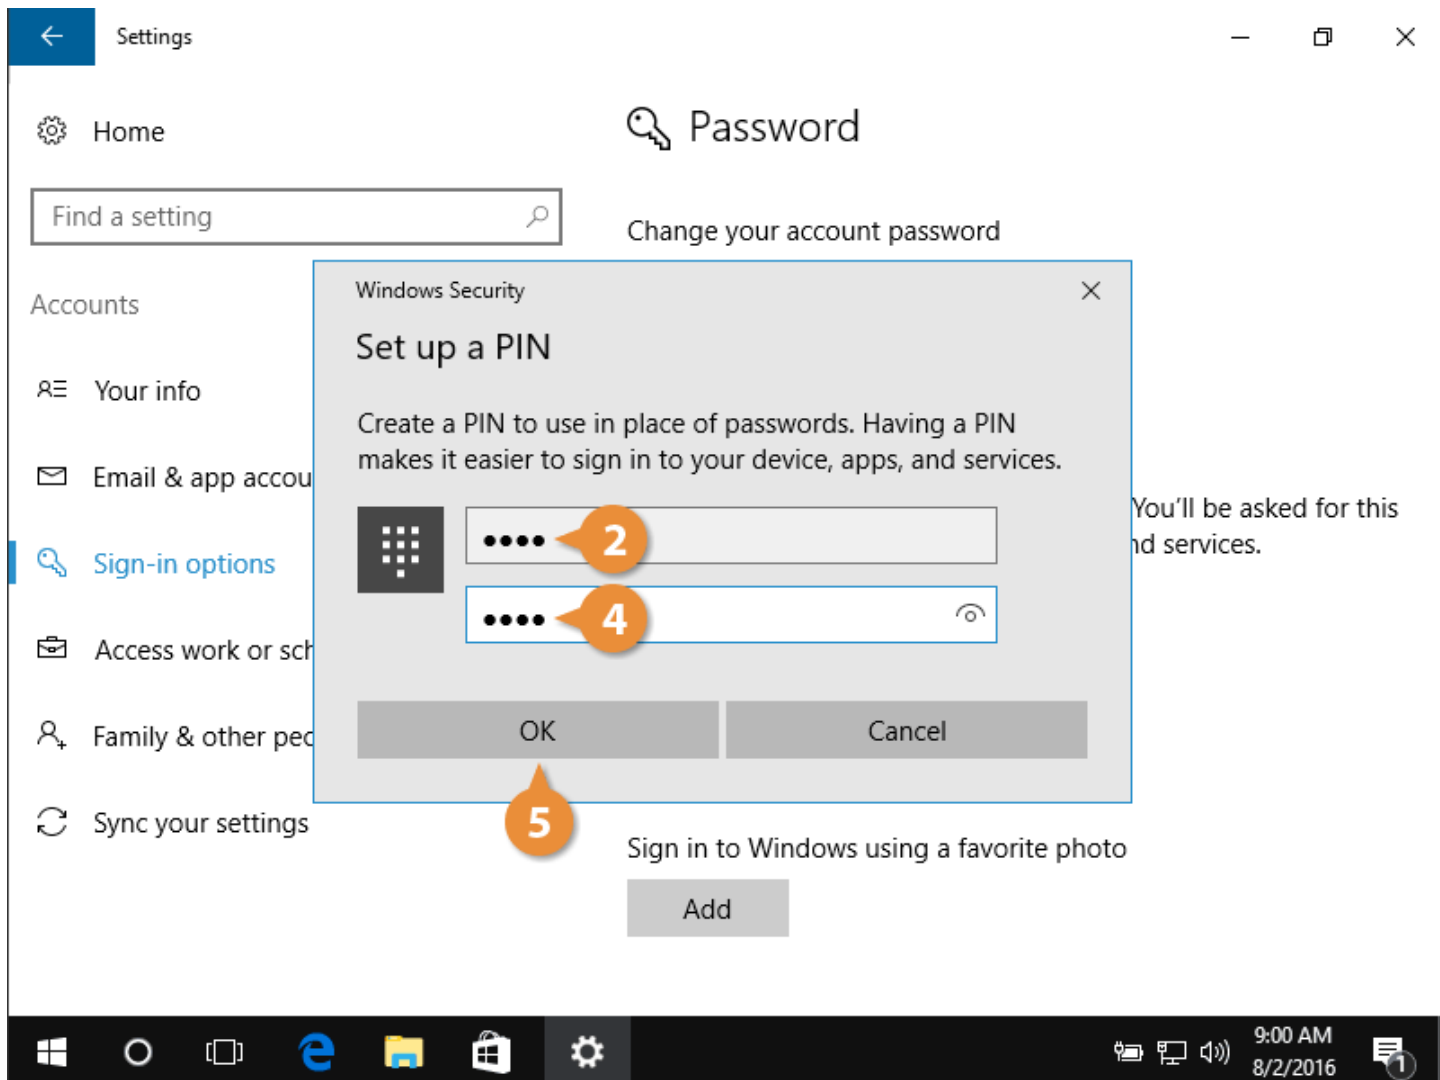 Settings
Home
Password
Find a setting
Change your account password
Accounts
Windows Security
Set up a PIN
Your info
Create a PIN to use in place of passwords. Having a PIN
makes it easier to sign in to your device, apps, and services.
Email & app accou
2
You'll be asked for this
nd services.
Sign-in options
4
Access work or sch
OK
Cancel
Family & other peo
5
Sync your settings
Sign in to Windows using a favorite photo
Add
9:00 AM
8/2/2016
1